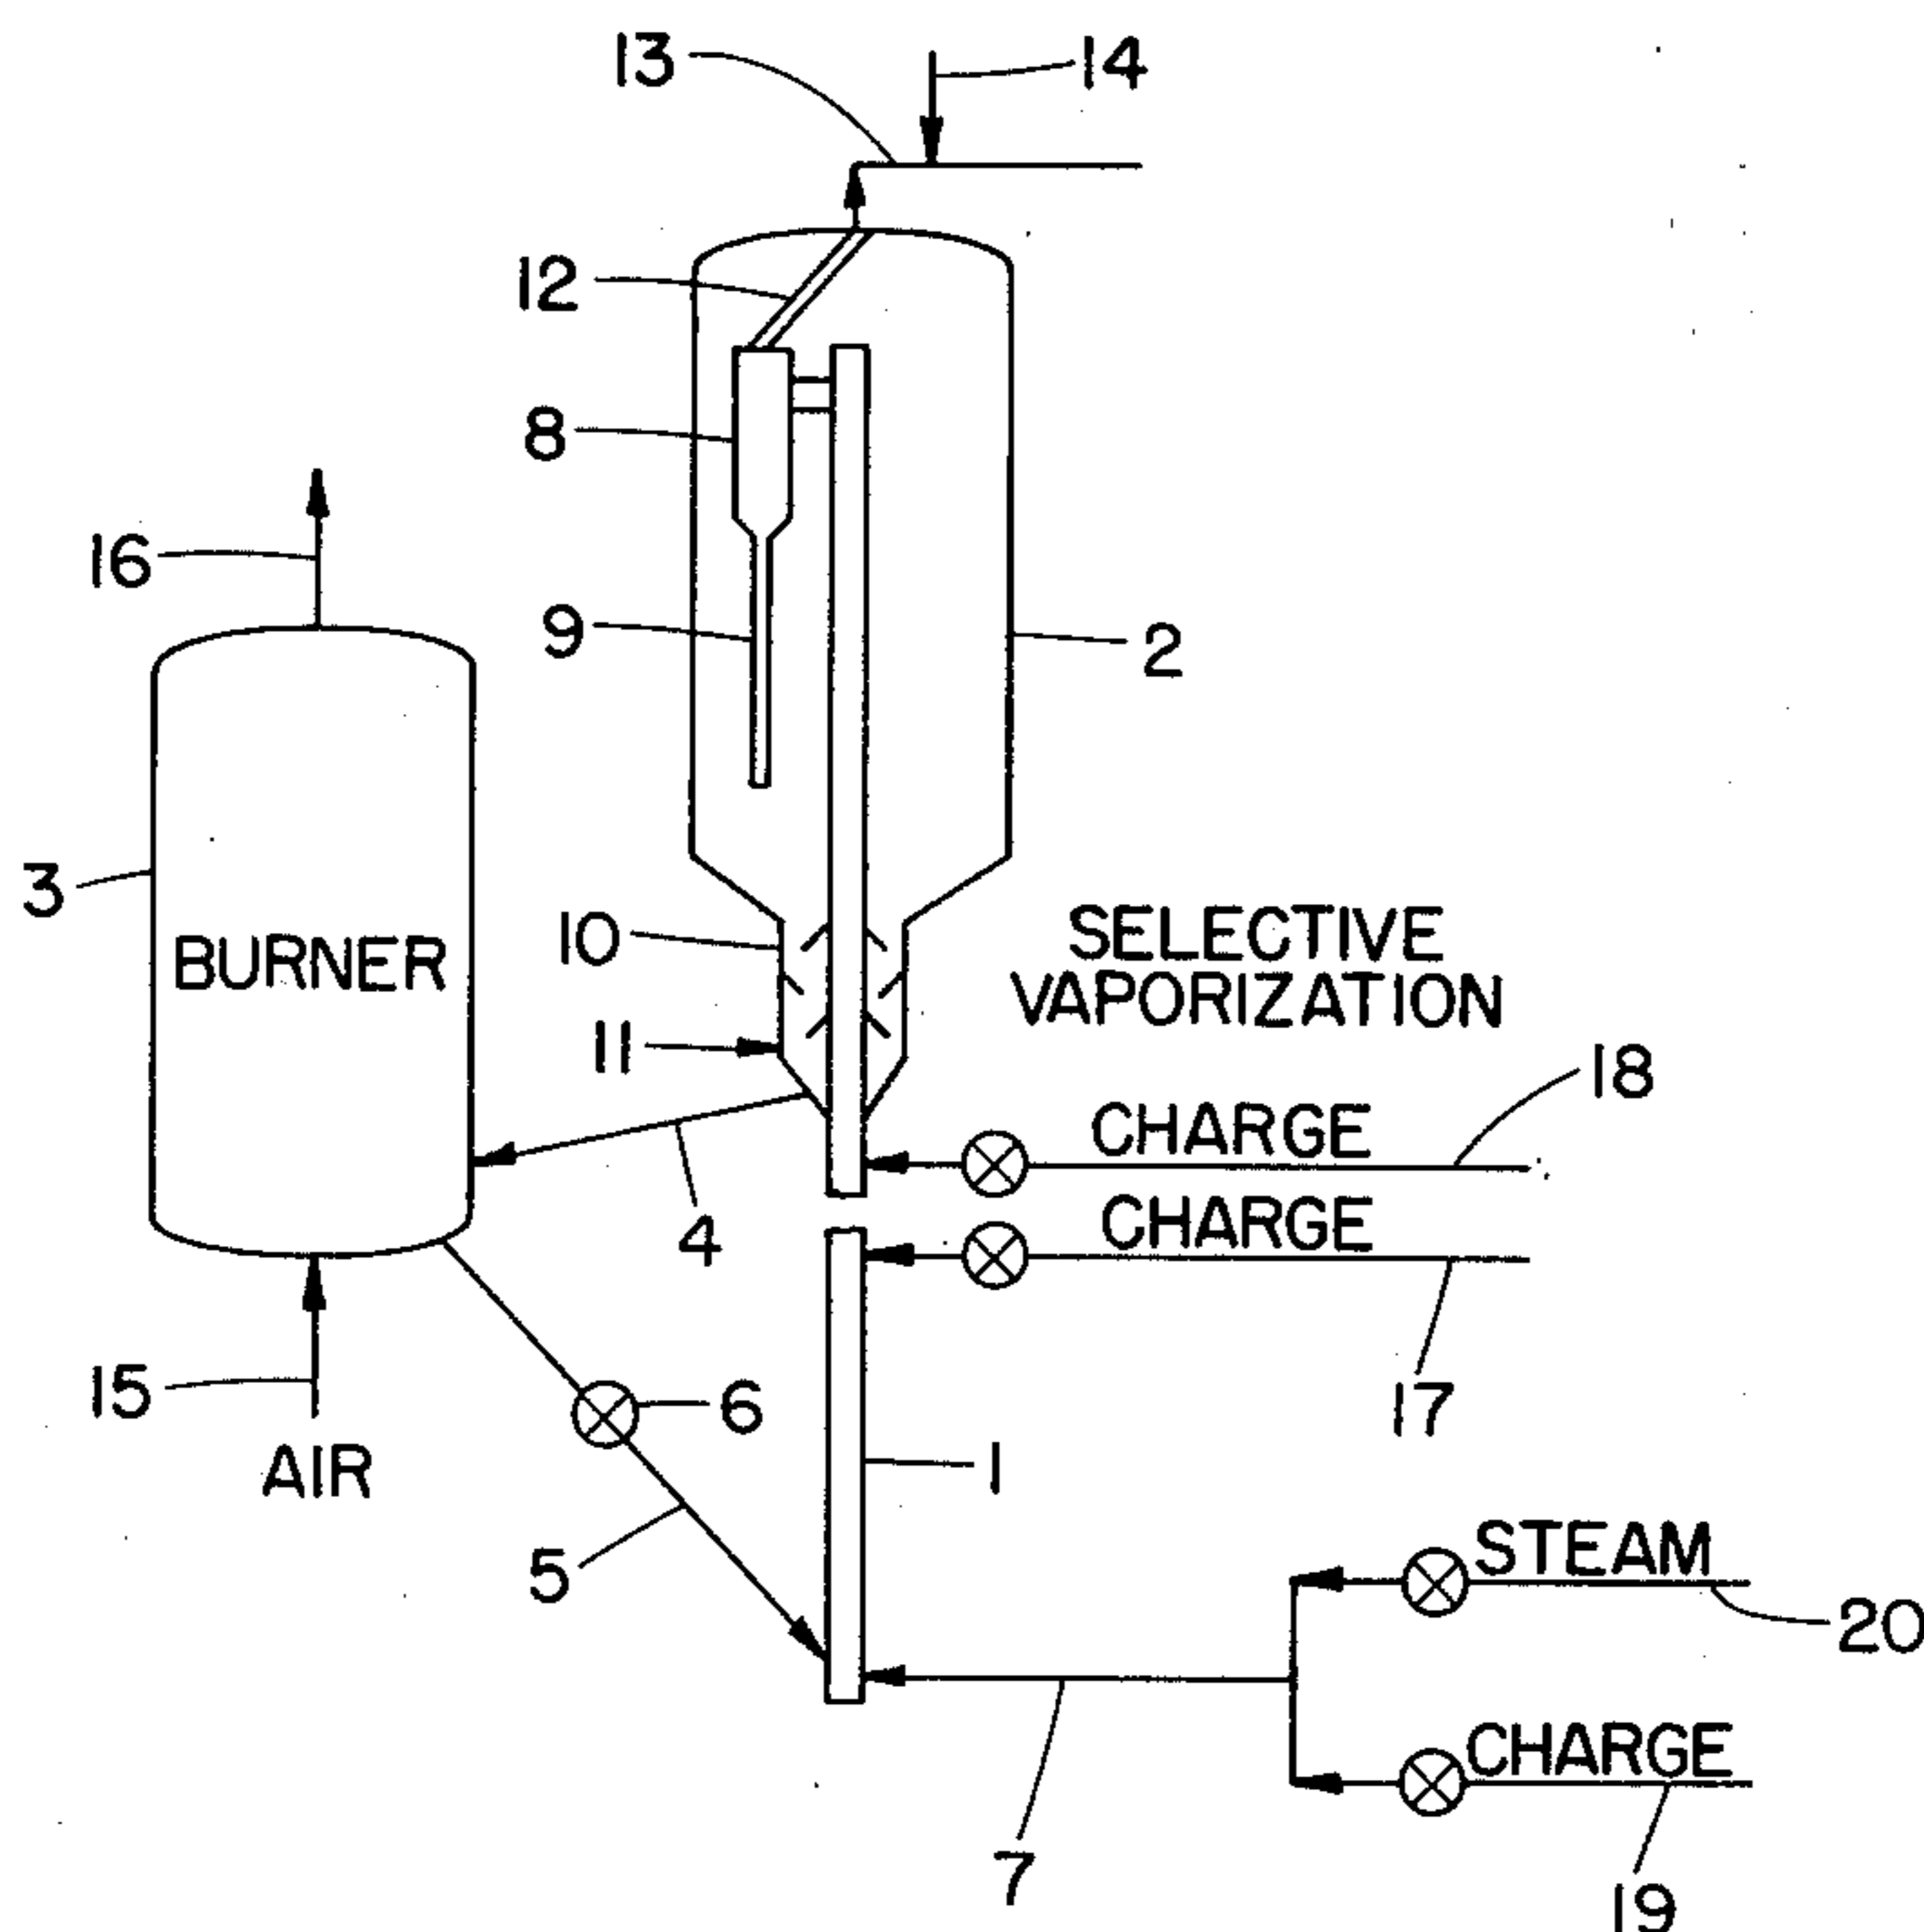 13
14
12
8
16
9
2
3
BURNER
10
SELECTIVE
VAPORIZATION
11
18
CHARGE
4
CHARGE
17
15
6
AIR
1
5
STEAM
20
CHARGE
7
19